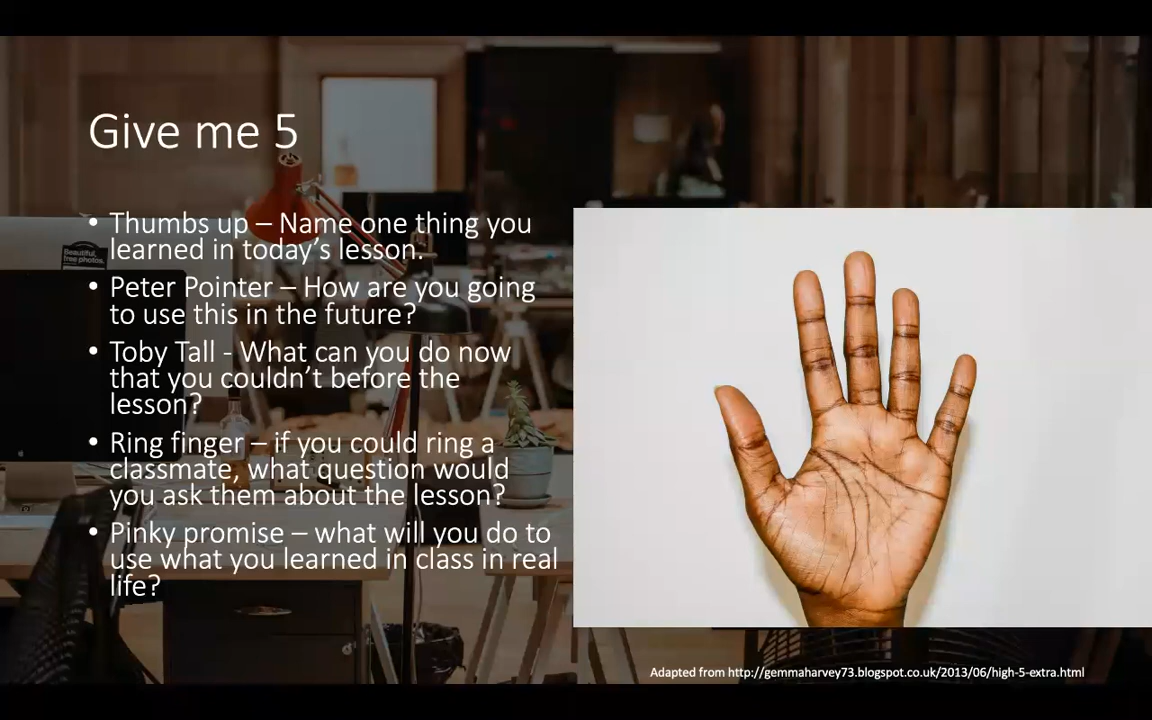 Give me 5
• Thumbs up – Name one thing you
learned in today’s lesson.
• Peter Pointer – How are you going
to use this in the future?
• Toby Tall - What can you do now
that you couldn’t before the
lesson?
• Ring finger – if you could ring a
classmate, what question would
you ask them about the lesson?
• Pinky promise – what will you do to
use what you learned in class in real
life?
Beautiful,
free photos.
Adapted from http://gemmaharvey73.blogspot.co.uk/2013/06/high-5-extra.html